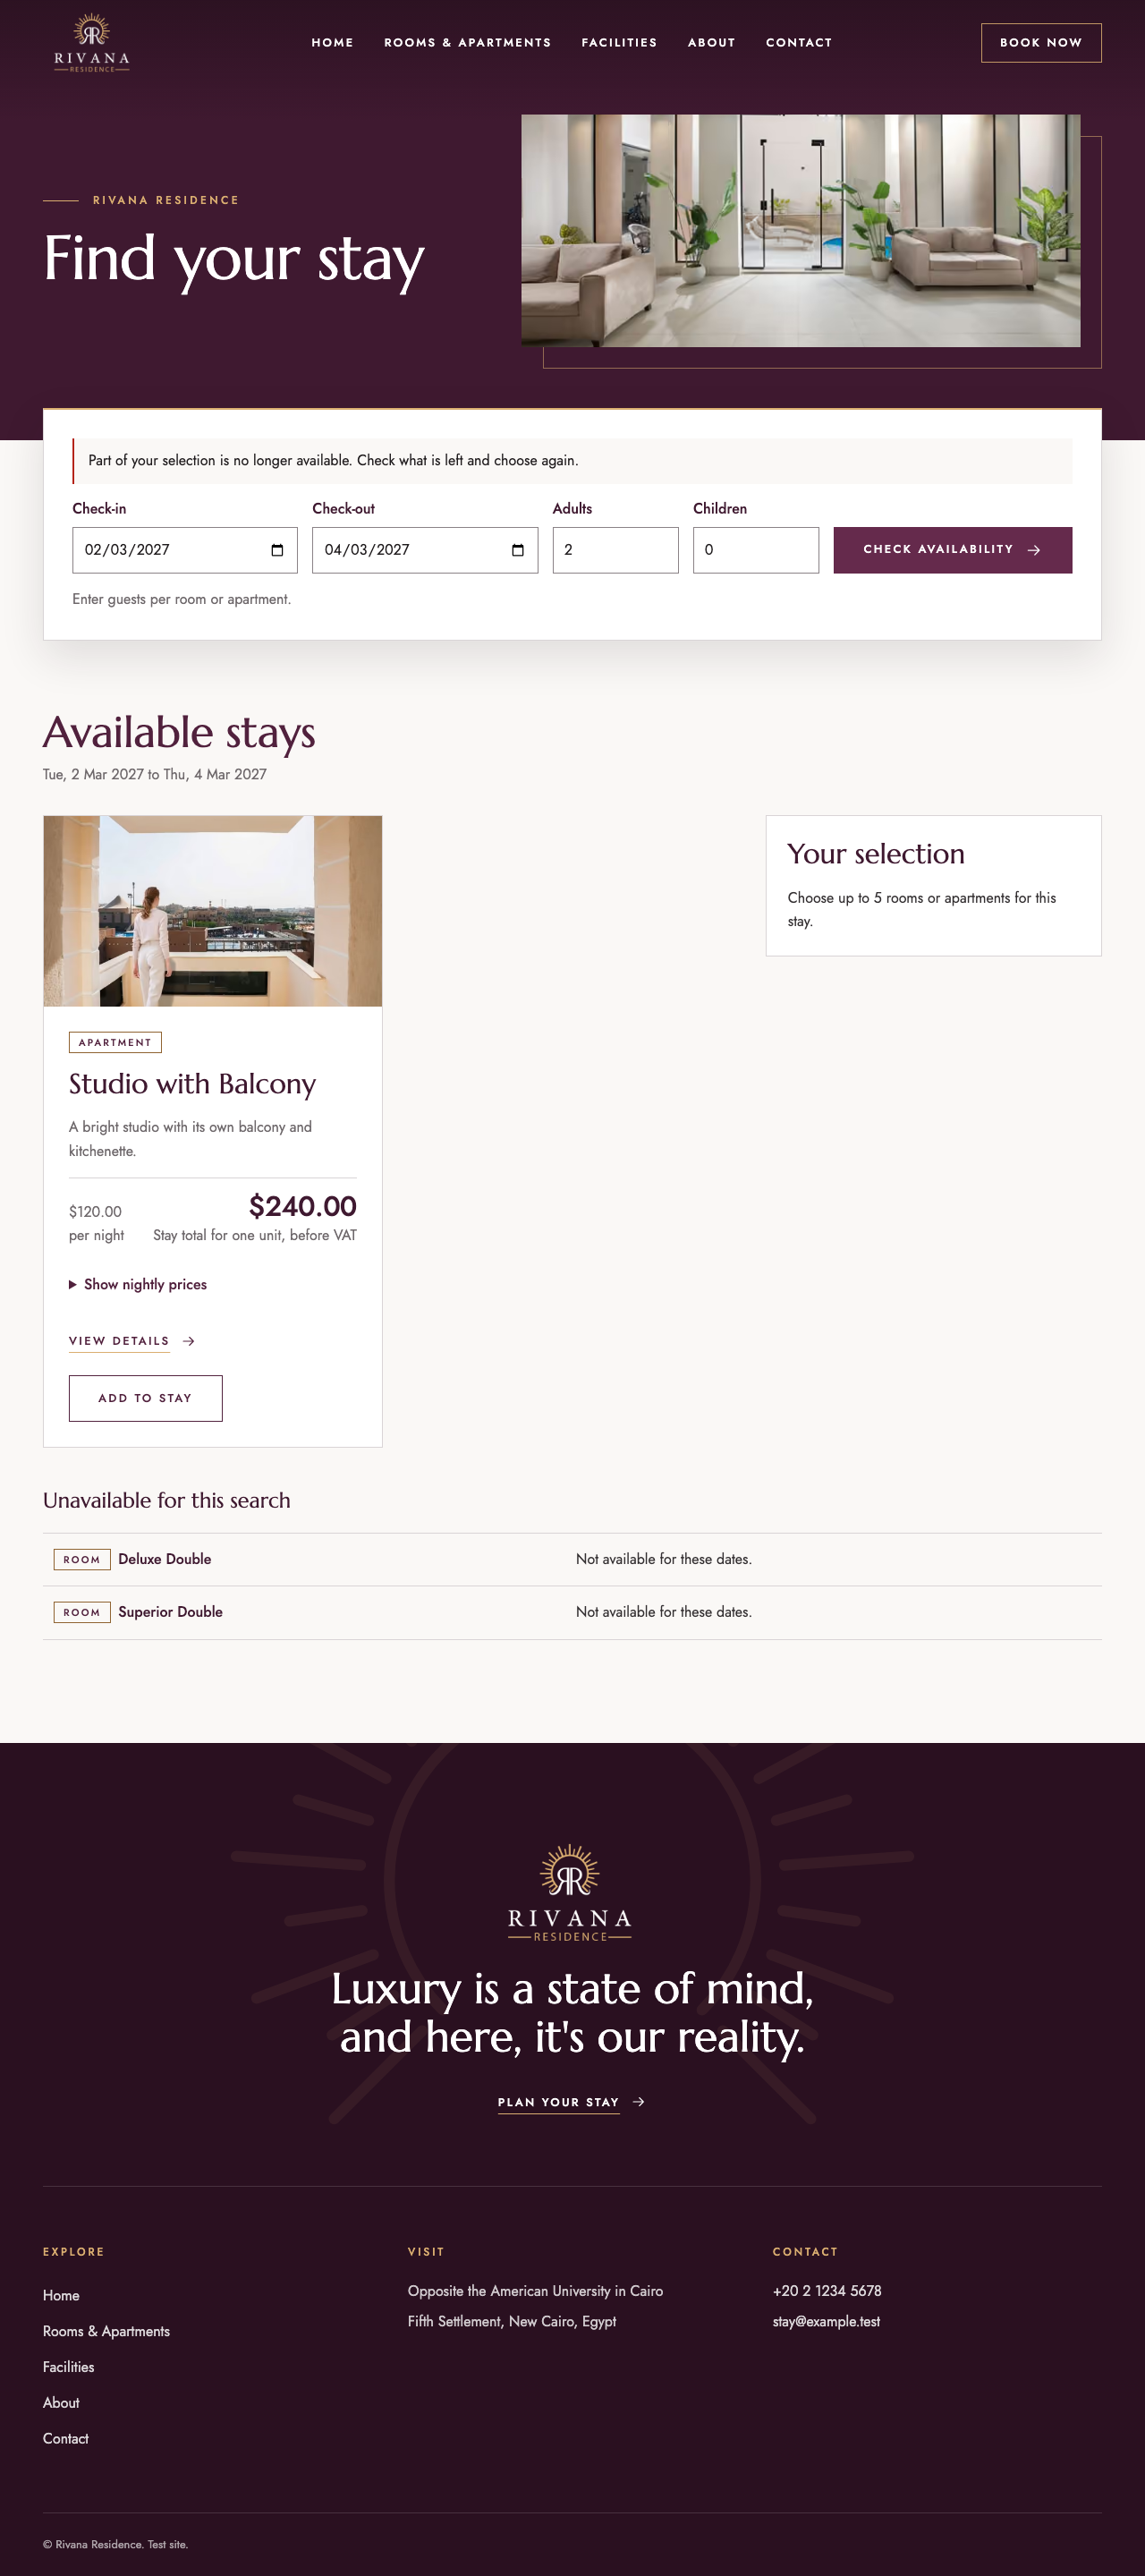 RIVANA
RESIDENCE
HOME
ROOMS & APARTMENTS
FACILITIES
ABOUT
CONTACT
BOOK NOW
RIVANA RESIDENCE
Find your stay
Part of your selection is no longer available. Check what is left and choose again.
Check-in
Check-out
Adults
Children
02/03/2027
04/03/2027
2
0
CHECK AVAILABILITY
Enter guests per room or apartment.
Available stays
Tue, 2 Mar 2027 to Thu, 4 Mar 2027
APARTMENT
Studio with Balcony
A bright studio with its own balcony and
kitchenette.
$120.00
per night
$240.00
Stay total for one unit, before VAT
Show nightly prices
VIEW DETAILS
ADD TO STAY
Your selection
Choose up to 5 rooms or apartments for this
stay.
Unavailable for this search
ROOM Deluxe Double
Not available for these dates.
ROOM Superior Double
Not available for these dates.
RIVANA
RESIDENCE
Luxury is a state of mind,
and here, it's our reality.
PLAN YOUR STAY
EXPLORE
Home
Rooms & Apartments
Facilities
About
Contact
VISIT
Opposite the American University in Cairo
Fifth Settlement, New Cairo, Egypt
CONTACT
+20 2 1234 5678
stay@example.test
© Rivana Residence. Test site.